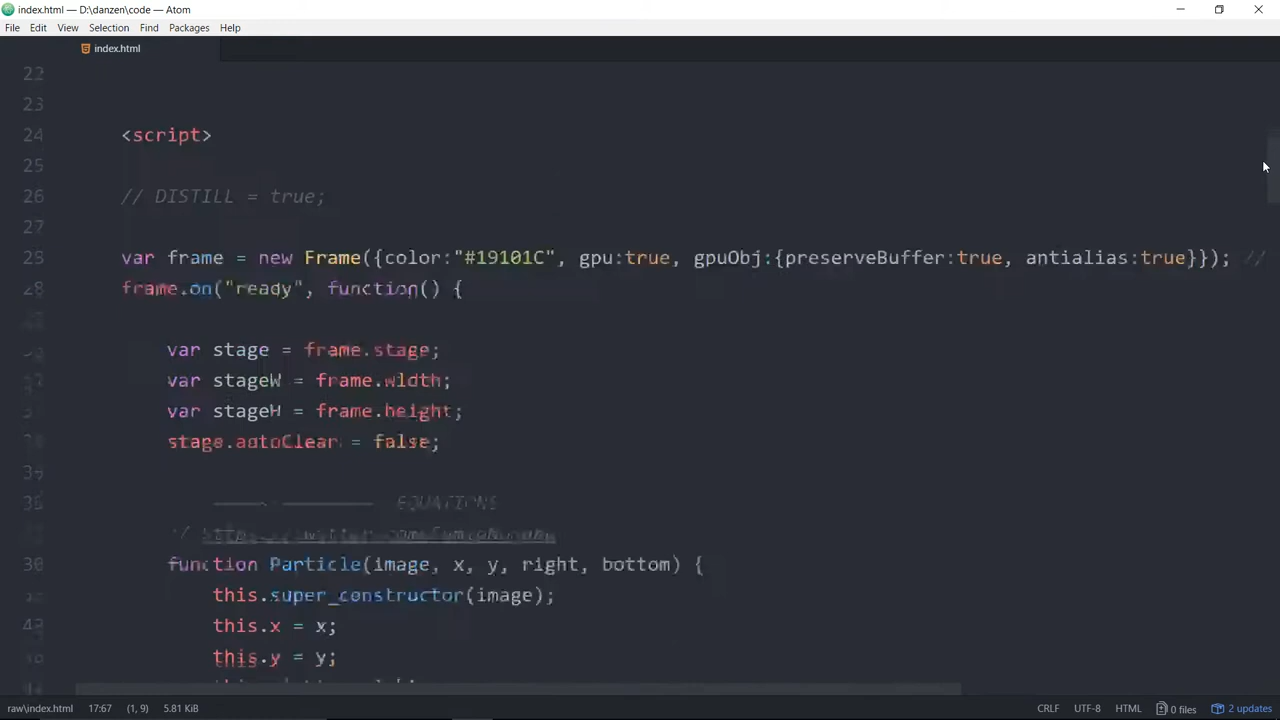 index.html — D:\danzen\code — Atom
File Edit View Selection Find Packages Help
index.html
22
23
24 <script>
25
26 // DISTILL = true;
27
var frame = new Frame({color:"#19101C", gpu:true, gpuObj:{preserveBuffer:true, antialias:true}}); //
frame.on("ready", function() {
var stage = frame.stage;
var stageW = frame.width;
var stageH = frame.height;
stage.autoClear = false;
EQUATIONS
function Particle(image, x, y, right, bottom) {
this.super_constructor(image);
this.x = x;
this.y = y;
raw\index.html 17:67 (1, 9) 5.81 KiB CRLF UTF-8 HTML 0 files 2 updates